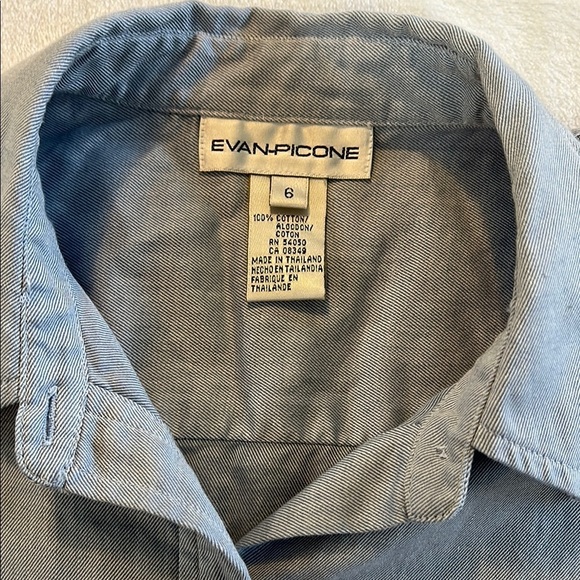 EVAN-PICONE
6
100% COTTON/
ALGODON/
COTON
RN 54050
CA 08349
MADE IN THAILAND
HECHO EN TAILANDIA
FABRIQUE EN
THAILANDE